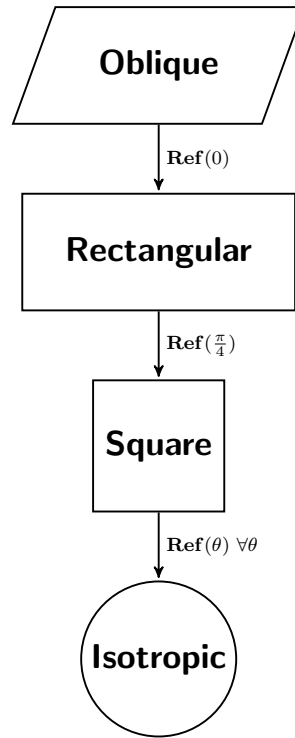 Oblique
Ref(0)
Rectangular
Ref(π/4)
Square
Ref(θ) ∀θ
Isotropic